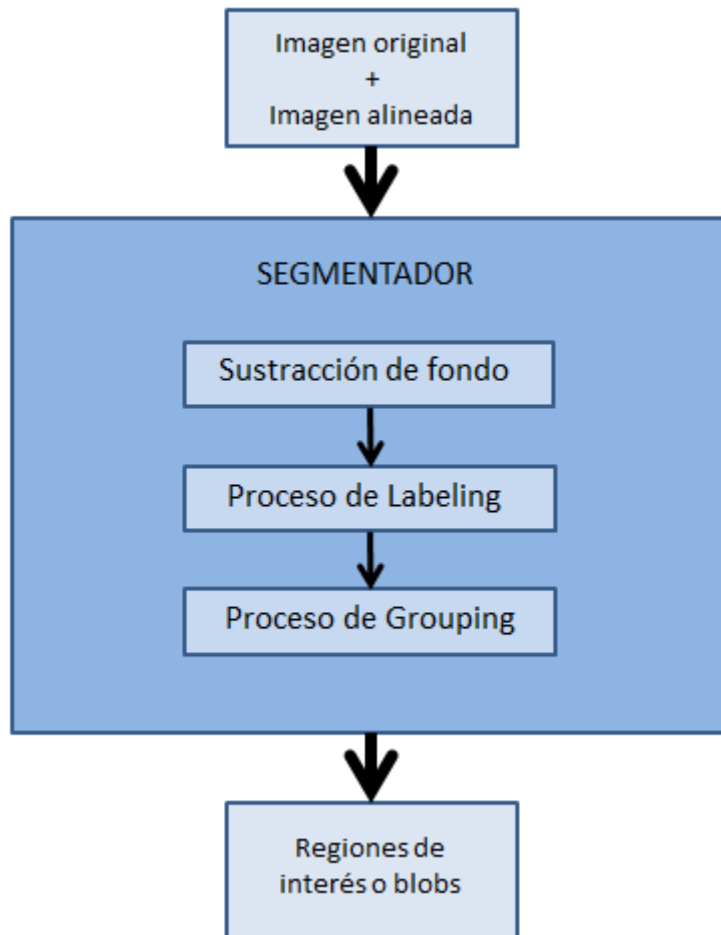 Imagen original
+
Imagen alineada
SEGMENTADOR
Sustracción de fondo
Proceso de Labeling
Proceso de Grouping
Regiones de
interés o blobs